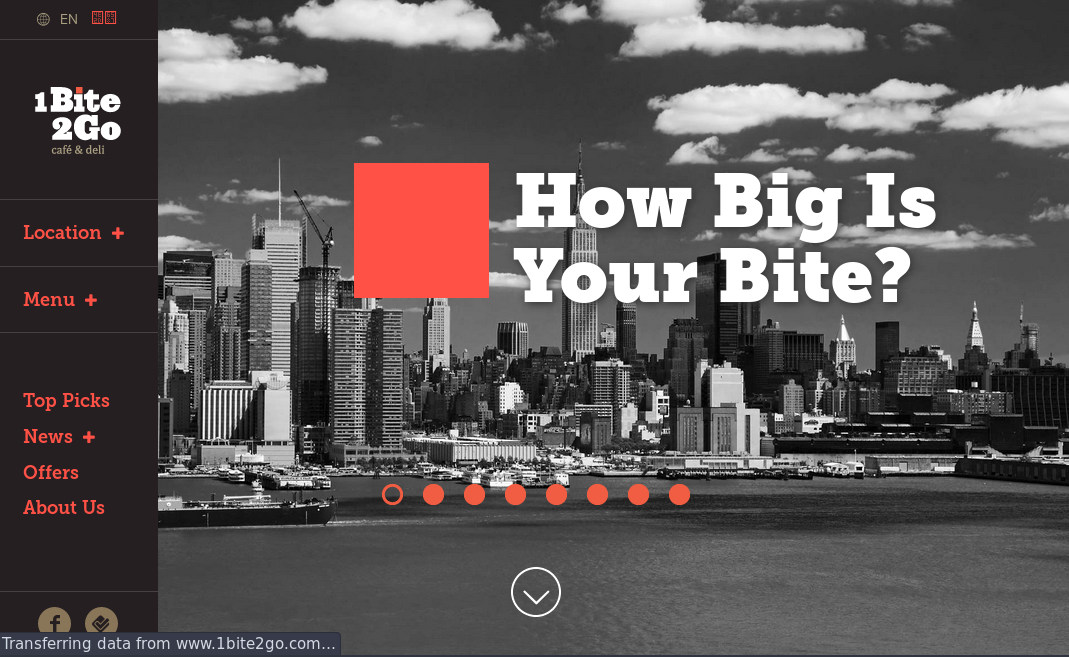 EN
1Bite
2Go
café & deli
Location +
Menu +
Top Picks
News +
Offers
About Us
How Big Is
Your Bite?
Transferring data from www.1bite2go.com...